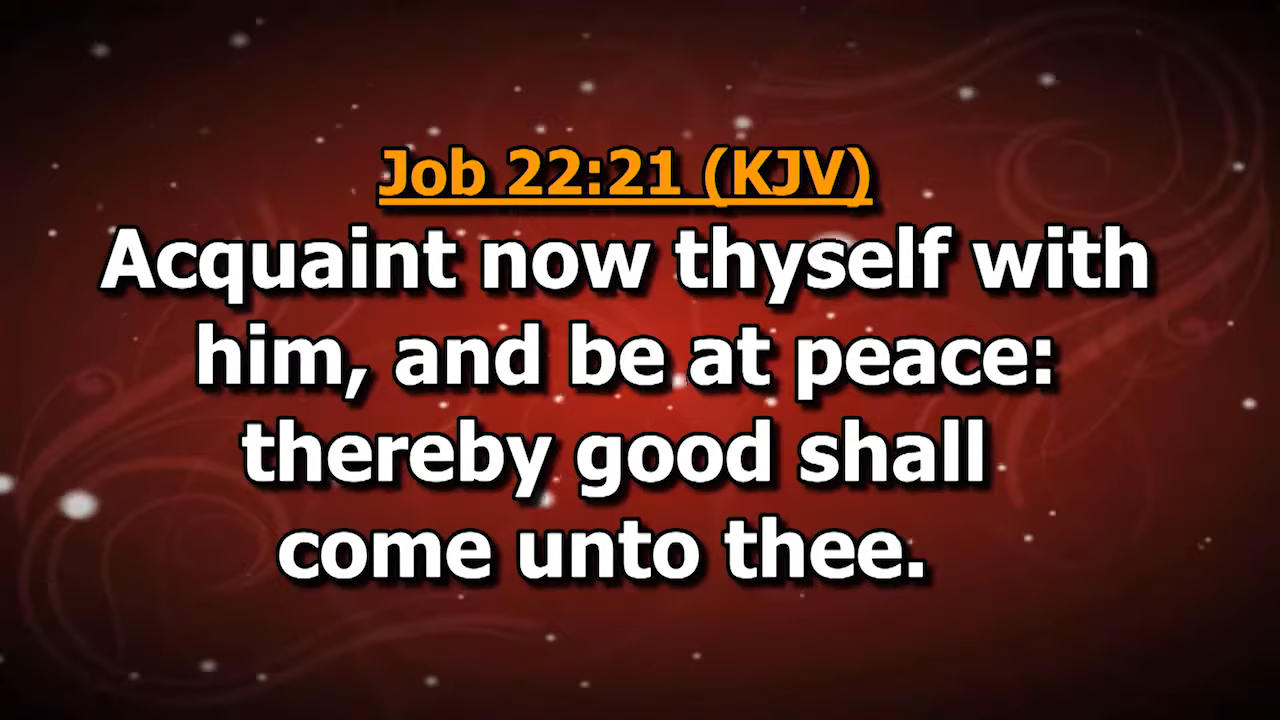 Job 22:21 (KJV)
Acquaint now thyself with
him, and be at peace:
thereby good shall
come unto thee.